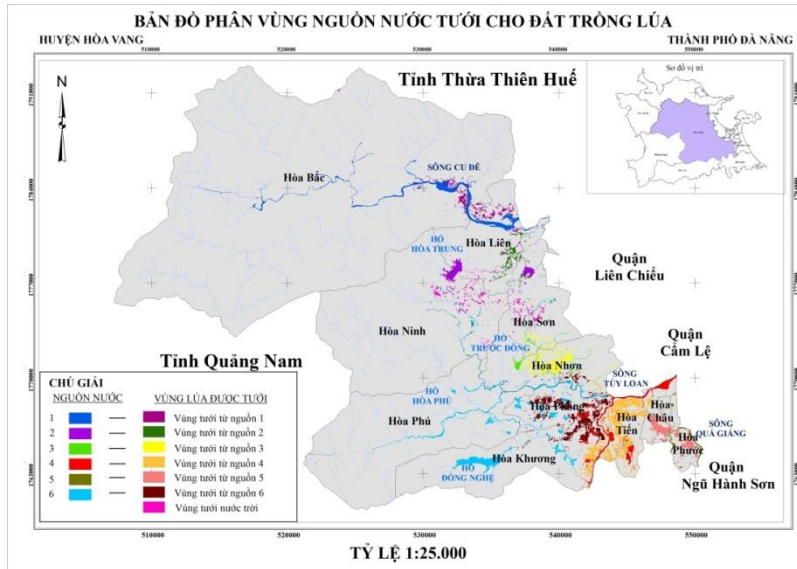 BẢN ĐỒ PHÂN VÙNG NGUỒN NƯỚC TƯỚI CHO ĐẤT TRỒNG LÚA
HUYỆN HÒA VANG
THÀNH PHỐ ĐÀ NẴNG
510000 520000 530000 540000 550000
Sơ đồ vị trí
N
Tỉnh Thừa Thiên Huế
1791000
1784000
1777000
1770000
1763000
Hòa Bắc
SÔNG CU ĐÊ
HỒ
HÒA TRUNG
Hòa Liên
Quận
Liên Chiểu
Hòa Ninh
Hòa Sơn
HỒ
TRƯỚC ĐÔNG
Quận
Cẩm Lệ
Tỉnh Quảng Nam
Hòa Nhơn
SÔNG
TÚY LOAN
HỒ
HÒA PHÚ
Hòa Phong
Hòa
Châu
Hòa Phú
Hòa
Tiến
SÔNG
QUÁ GIÁNG
Hòa
Phước
Hòa Khương
HỒ
ĐỒNG NGHỆ
Quận
Ngũ Hành Sơn
CHÚ GIẢI
NGUỒN NƯỚC
VÙNG LÚA ĐƯỢC TƯỚI
1 Vùng tưới từ nguồn 1
2 Vùng tưới từ nguồn 2
3 Vùng tưới từ nguồn 3
4 Vùng tưới từ nguồn 4
5 Vùng tưới từ nguồn 5
6 Vùng tưới từ nguồn 6
Vùng tưới nước trời
510000 520000 530000 540000 550000
TỶ LỆ 1:25.000